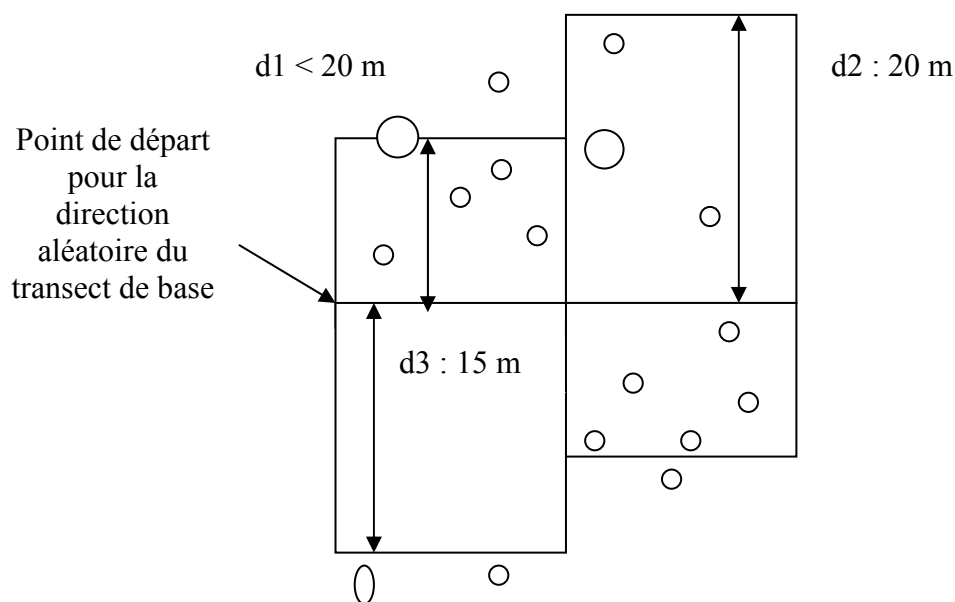 d1 < 20 m
d2 : 20 m
Point de départ
pour la
direction
aléatoire du
transect de base
d3 : 15 m